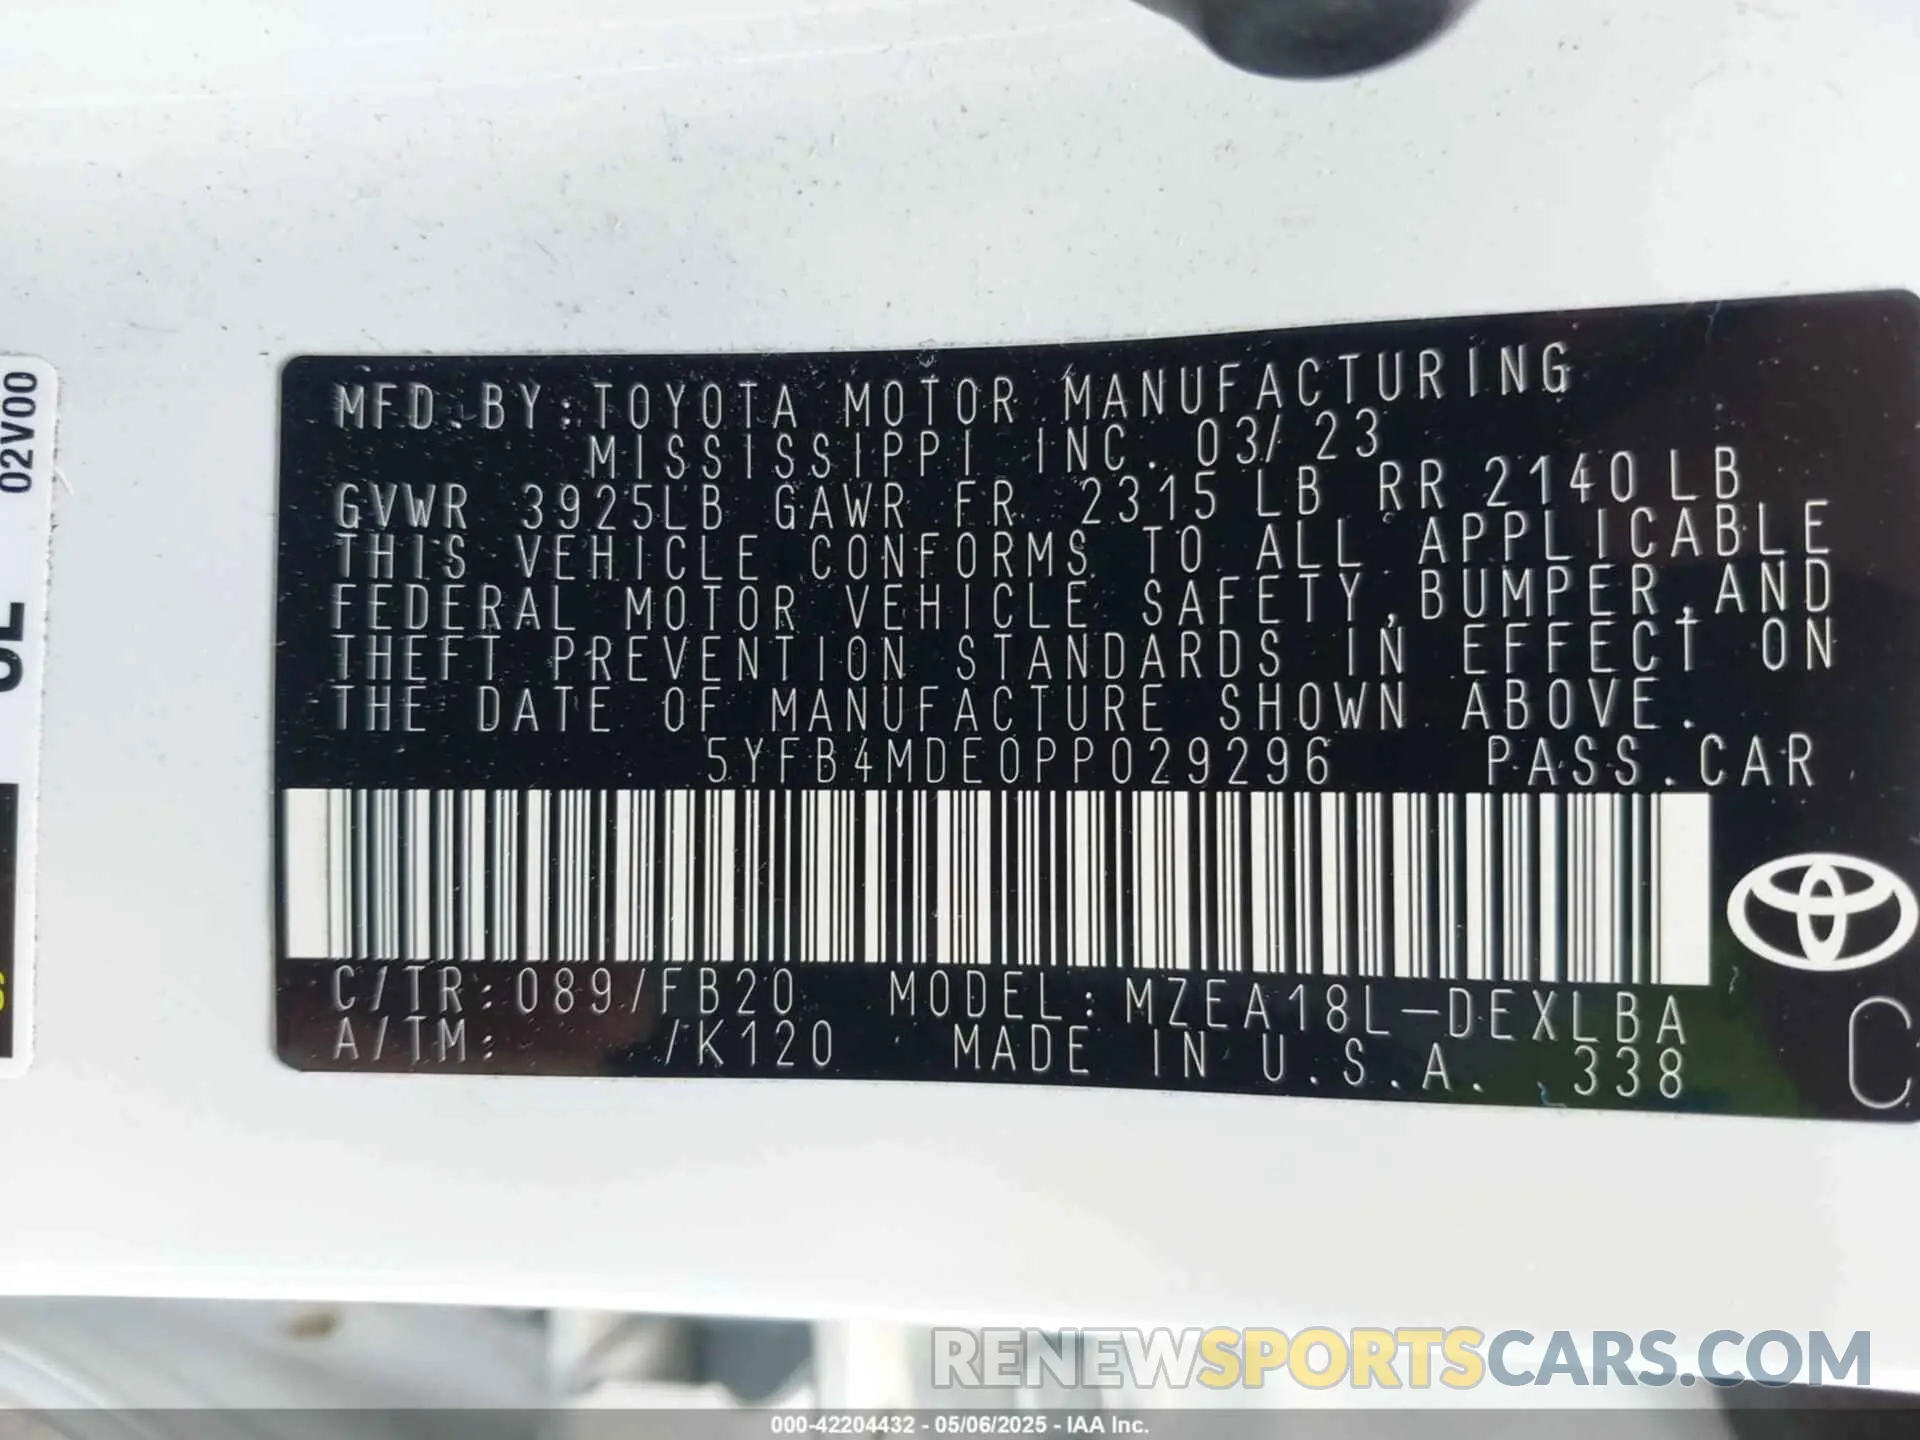 02V00
MFD.BY:TOYOTA MOTOR MANUFACTURING
MISSISSIPPI INC. 03/23
GVWR 3925LB GAWR FR 2315 LB RR 2140 LB
THIS VEHICLE CONFORMS TO ALL APPLICABLE
FEDERAL MOTOR VEHICLE SAFETY,BUMPER,AND
THEFT PREVENTION STANDARDS IN EFFECT ON
THE DATE OF MANUFACTURE SHOWN ABOVE.
5YFB4MDE0PP029296 PASS.CAR
C/TR:089/FB20 MODEL:MZEA18L-DEXLBA
A/TM: /K120 MADE IN U.S.A. 338
C
RENEWSPORTSCARS.COM
000-42204432 - 05/06/2025 - IAA Inc.